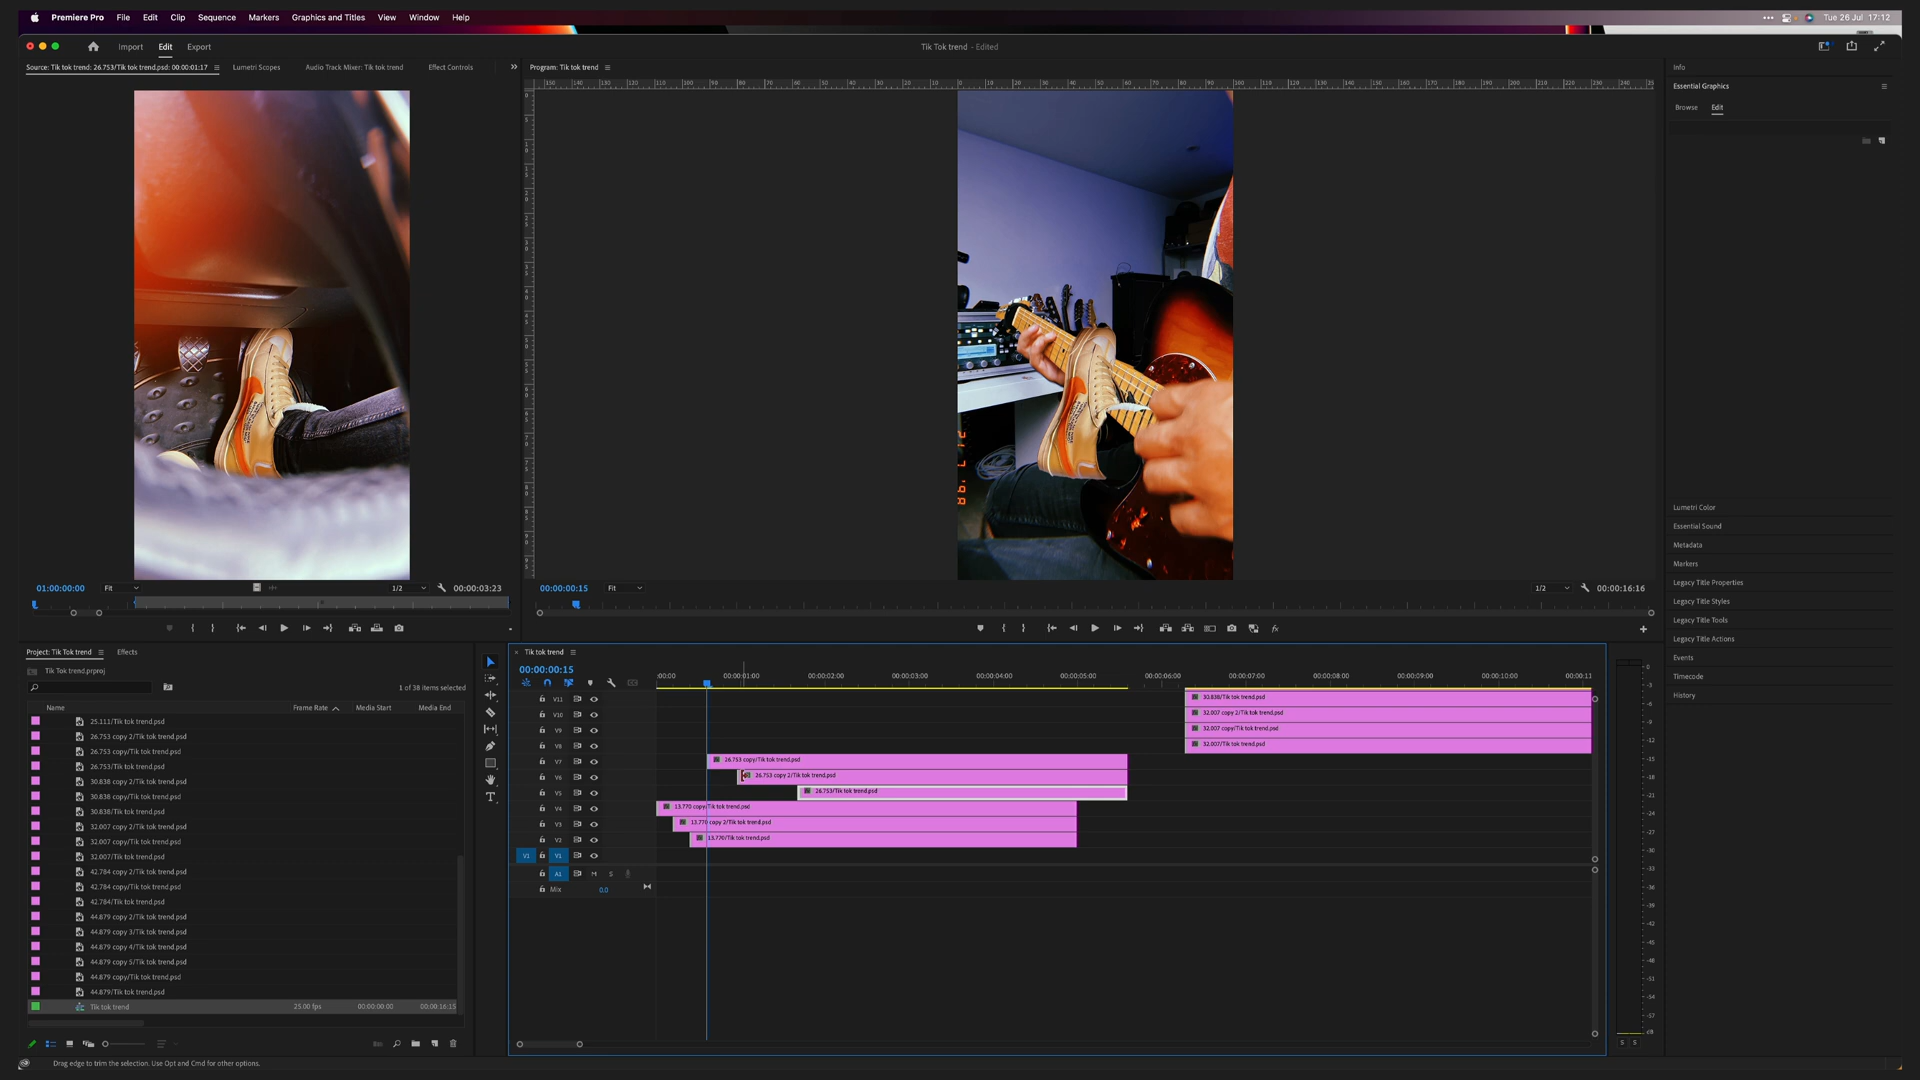 Premiere Pro File Edit Clip Sequence Markers Graphics and Titles View Window Help Tue 26 Jul 17:12
Import Edit Export Tik Tok trend - Edited
Source: Tik tok trend: 26.753/Tik tok trend.psd: 00:00:01:17 Lumetri Scopes Audio Track Mixer: Tik tok trend Effect Controls Program: Tik tok trend Info
Essential Graphics
Browse Edit
Lumetri Color
Essential Sound
Metadata
Markers
Legacy Title Properties
Legacy Title Styles
Legacy Title Tools
Legacy Title Actions
Events
Timecode
History
01:00:00:00 Fit 1/2 00:00:03:23 00:00:00:15 Fit 1/2 00:00:16:16
Project: Tik Tok trend Effects
Tik Tok trend.prproj
1 of 38 items selected
Name Frame Rate Media Start Media End
25.111/Tik tok trend.psd
26.753 copy 2/Tik tok trend.psd
26.753 copy/Tik tok trend.psd
26.753/Tik tok trend.psd
30.838 copy 2/Tik tok trend.psd
30.838 copy/Tik tok trend.psd
30.838/Tik tok trend.psd
32.007 copy 2/Tik tok trend.psd
32.007 copy/Tik tok trend.psd
32.007/Tik tok trend.psd
42.784 copy 2/Tik tok trend.psd
42.784 copy/Tik tok trend.psd
42.784/Tik tok trend.psd
44.879 copy 2/Tik tok trend.psd
44.879 copy 3/Tik tok trend.psd
44.879 copy 4/Tik tok trend.psd
44.879 copy 5/Tik tok trend.psd
44.879 copy/Tik tok trend.psd
44.879/Tik tok trend.psd
Tik tok trend 25.00 fps 00:00:00:00 00:00:16:15
Tik tok trend
00:00:00:15
:00:00 00:00:01:00 00:00:02:00 00:00:03:00 00:00:04:00 00:00:05:00 00:00:06:00 00:00:07:00 00:00:08:00 00:00:09:00 00:00:10:00 00:00:11
V11 30.838/Tik tok trend.psd
V10 32.007 copy 2/Tik tok trend.psd
V9 32.007 copy/Tik tok trend.psd
V8 32.007/Tik tok trend.psd
V7 26.753 copy/Tik tok trend.psd
V6 26.753 copy 2/Tik tok trend.psd
V5 26.753/Tik tok trend.psd
V4 13.770 copy/Tik tok trend.psd
V3 13.770 copy 2/Tik tok trend.psd
V2 13.770/Tik tok trend.psd
V1 V1
A1 M S
Mix 0.0
S S
Drag edge to trim the selection. Use Opt and Cmd for other options.